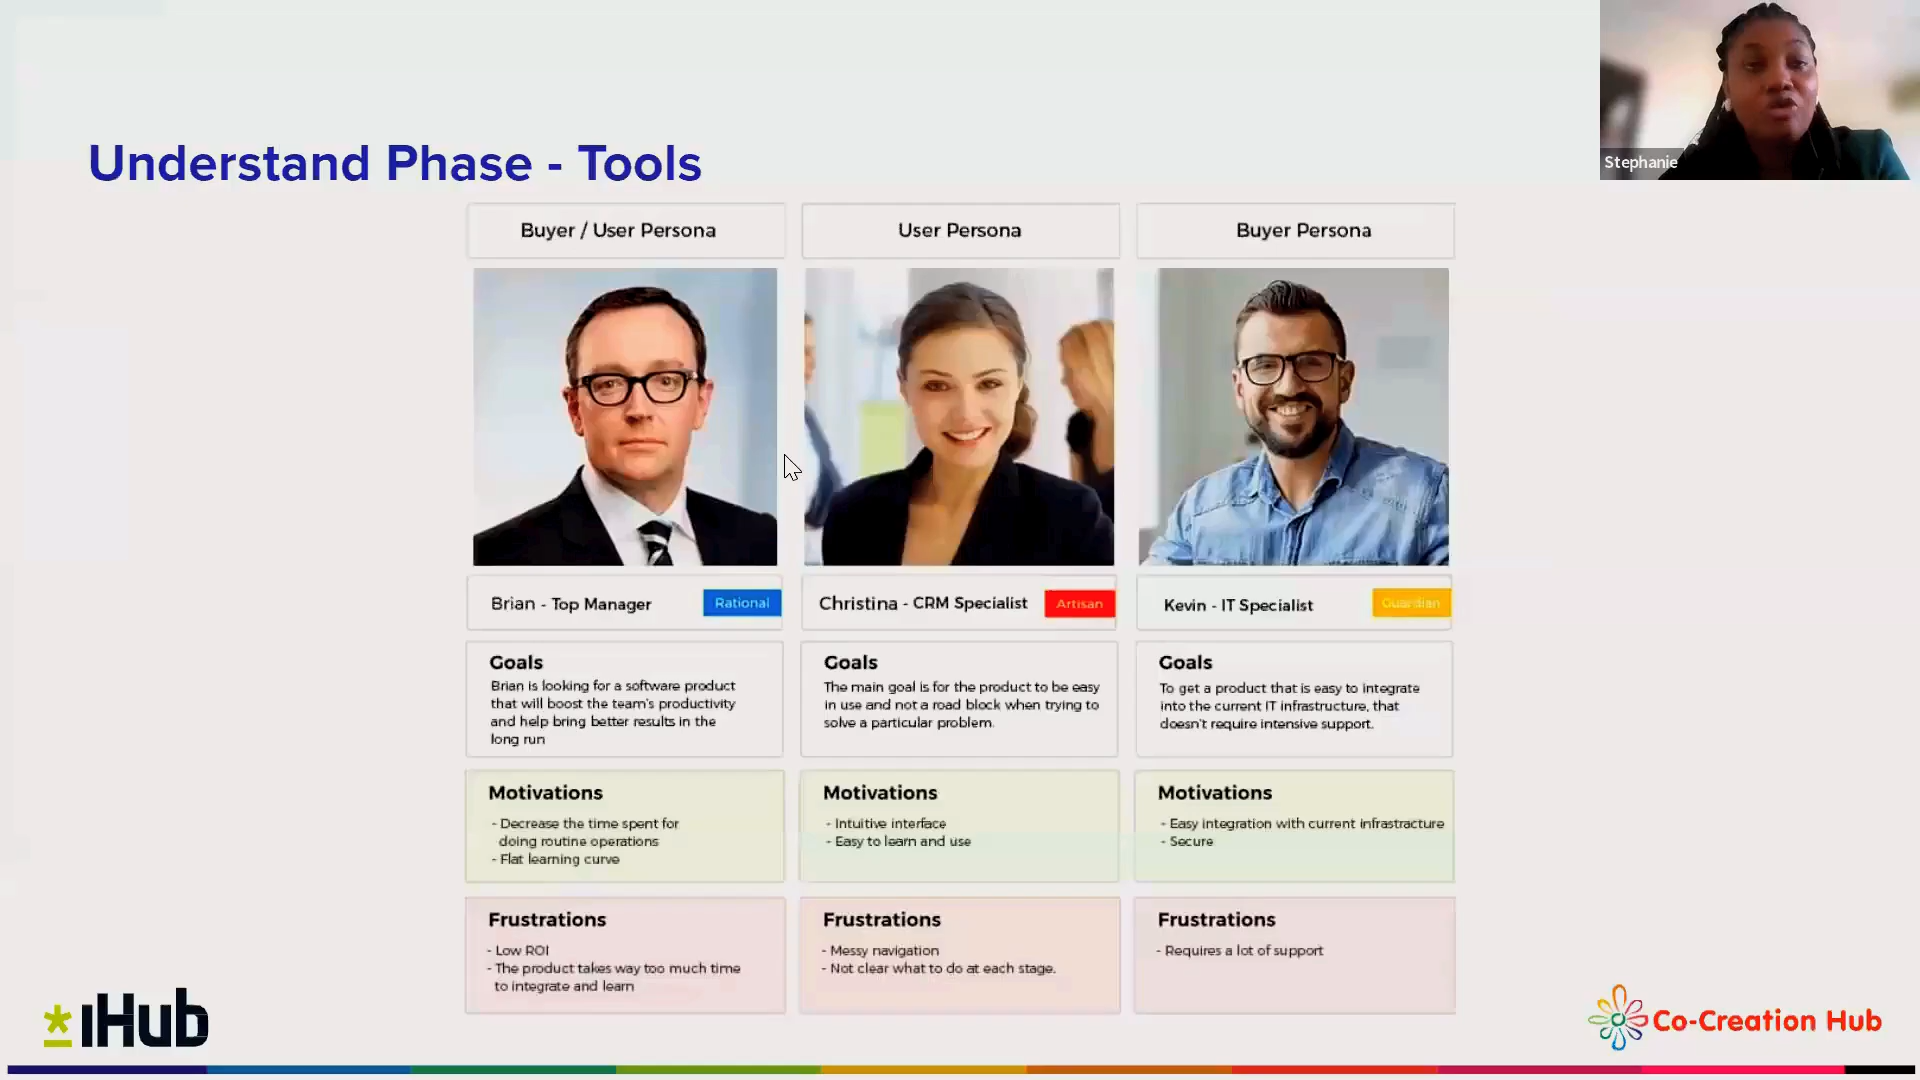 Stephanie
Understand Phase - Tools
Buyer / User Persona
User Persona
Buyer Persona
Brian - Top Manager
Rational
Christina - CRM Specialist
Artisan
Kevin - IT Specialist
Guardian
Goals
Brian is looking for a software product
that will boost the team's productivity
and help bring better results in the
long run
Goals
The main goal is for the product to be easy
in use and not a road block when trying to
solve a particular problem.
Goals
To get a product that is easy to integrate
into the current IT infrastructure, that
doesn't require intensive support.
Motivations
- Decrease the time spent for
doing routine operations
- Flat learning curve
Motivations
- Intuitive interface
- Easy to learn and use
Motivations
- Easy integration with current infrastracture
- Secure
Frustrations
- Low ROI
- The product takes way too much time
to integrate and learn
Frustrations
- Messy navigation
- Not clear what to do at each stage.
Frustrations
- Requires a lot of support
iHub
Co-Creation Hub